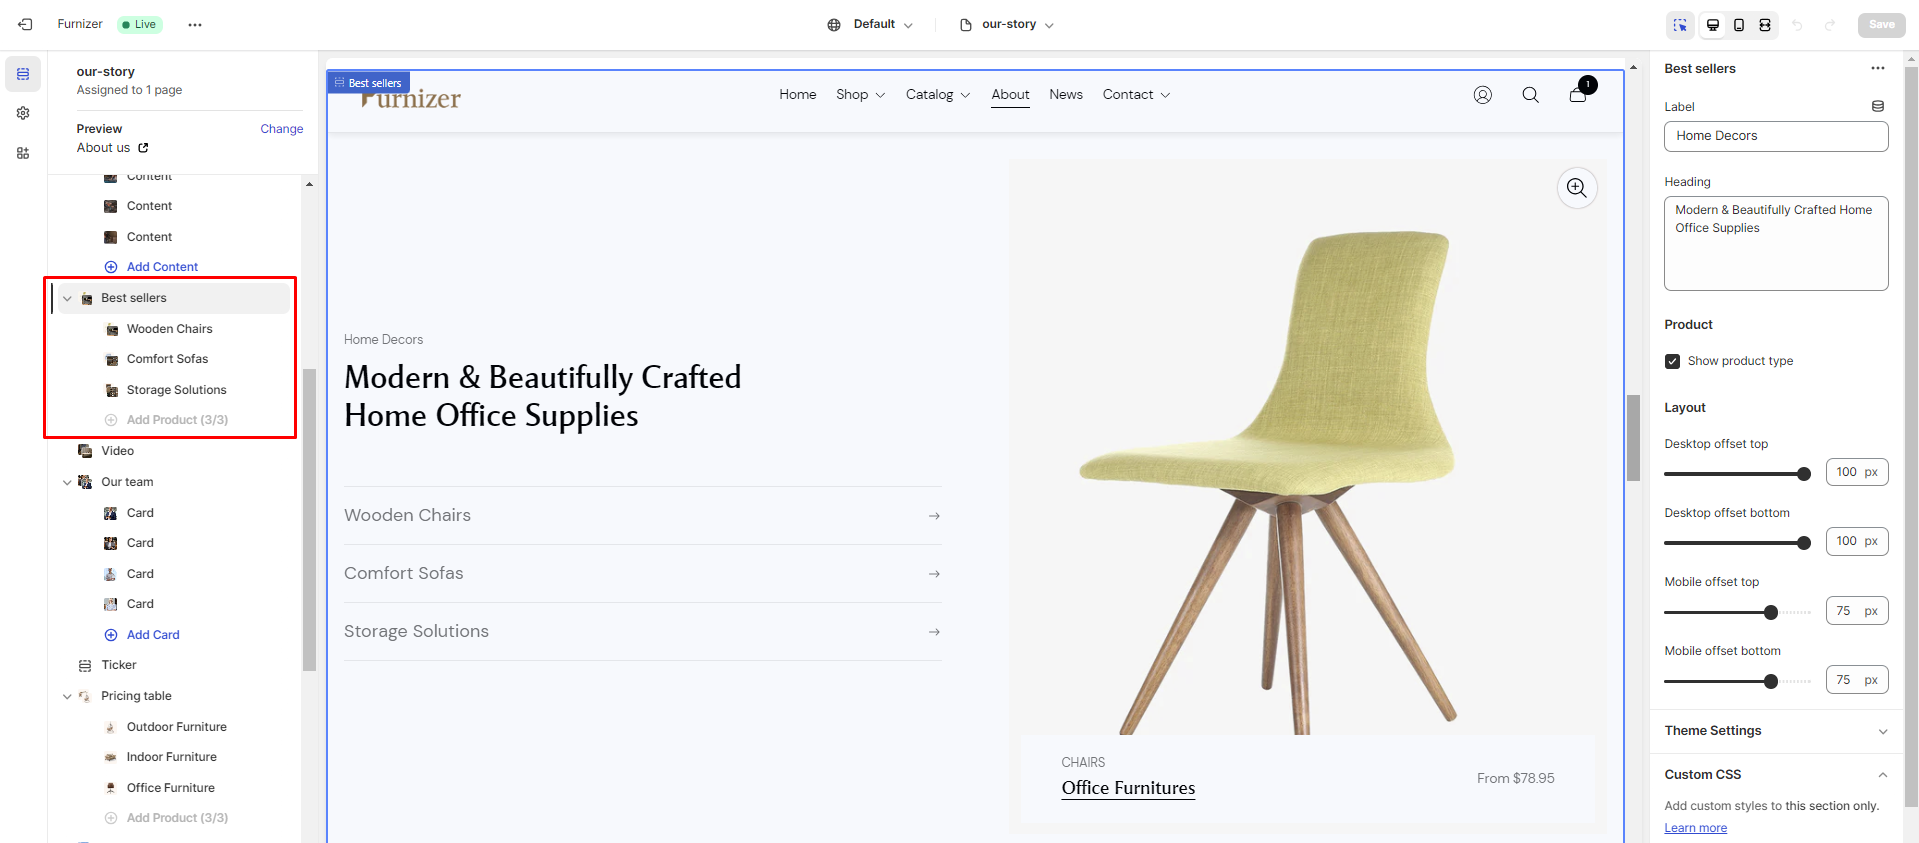 Furnizer
Live
Default
our-story
Save
our-story
Assigned to 1 page
Preview
Change
About us
Content
Content
Content
Add Content
Best sellers
Wooden Chairs
Comfort Sofas
Storage Solutions
Add Product (3/3)
Video
Our team
Card
Card
Card
Card
Add Card
Ticker
Pricing table
Outdoor Furniture
Indoor Furniture
Office Furniture
Add Product (3/3)
Best sellers
Furnizer
Home
Shop
Catalog
About
News
Contact
1
Home Decors
Modern & Beautifully Crafted
Home Office Supplies
Wooden Chairs
Comfort Sofas
Storage Solutions
CHAIRS
Office Furnitures
From $78.95
Best sellers
Label
Home Decors
Heading
Modern & Beautifully Crafted Home
Office Supplies
Product
Show product type
Layout
Desktop offset top
100 px
Desktop offset bottom
100 px
Mobile offset top
75 px
Mobile offset bottom
75 px
Theme Settings
Custom CSS
Add custom styles to this section only.
Learn more